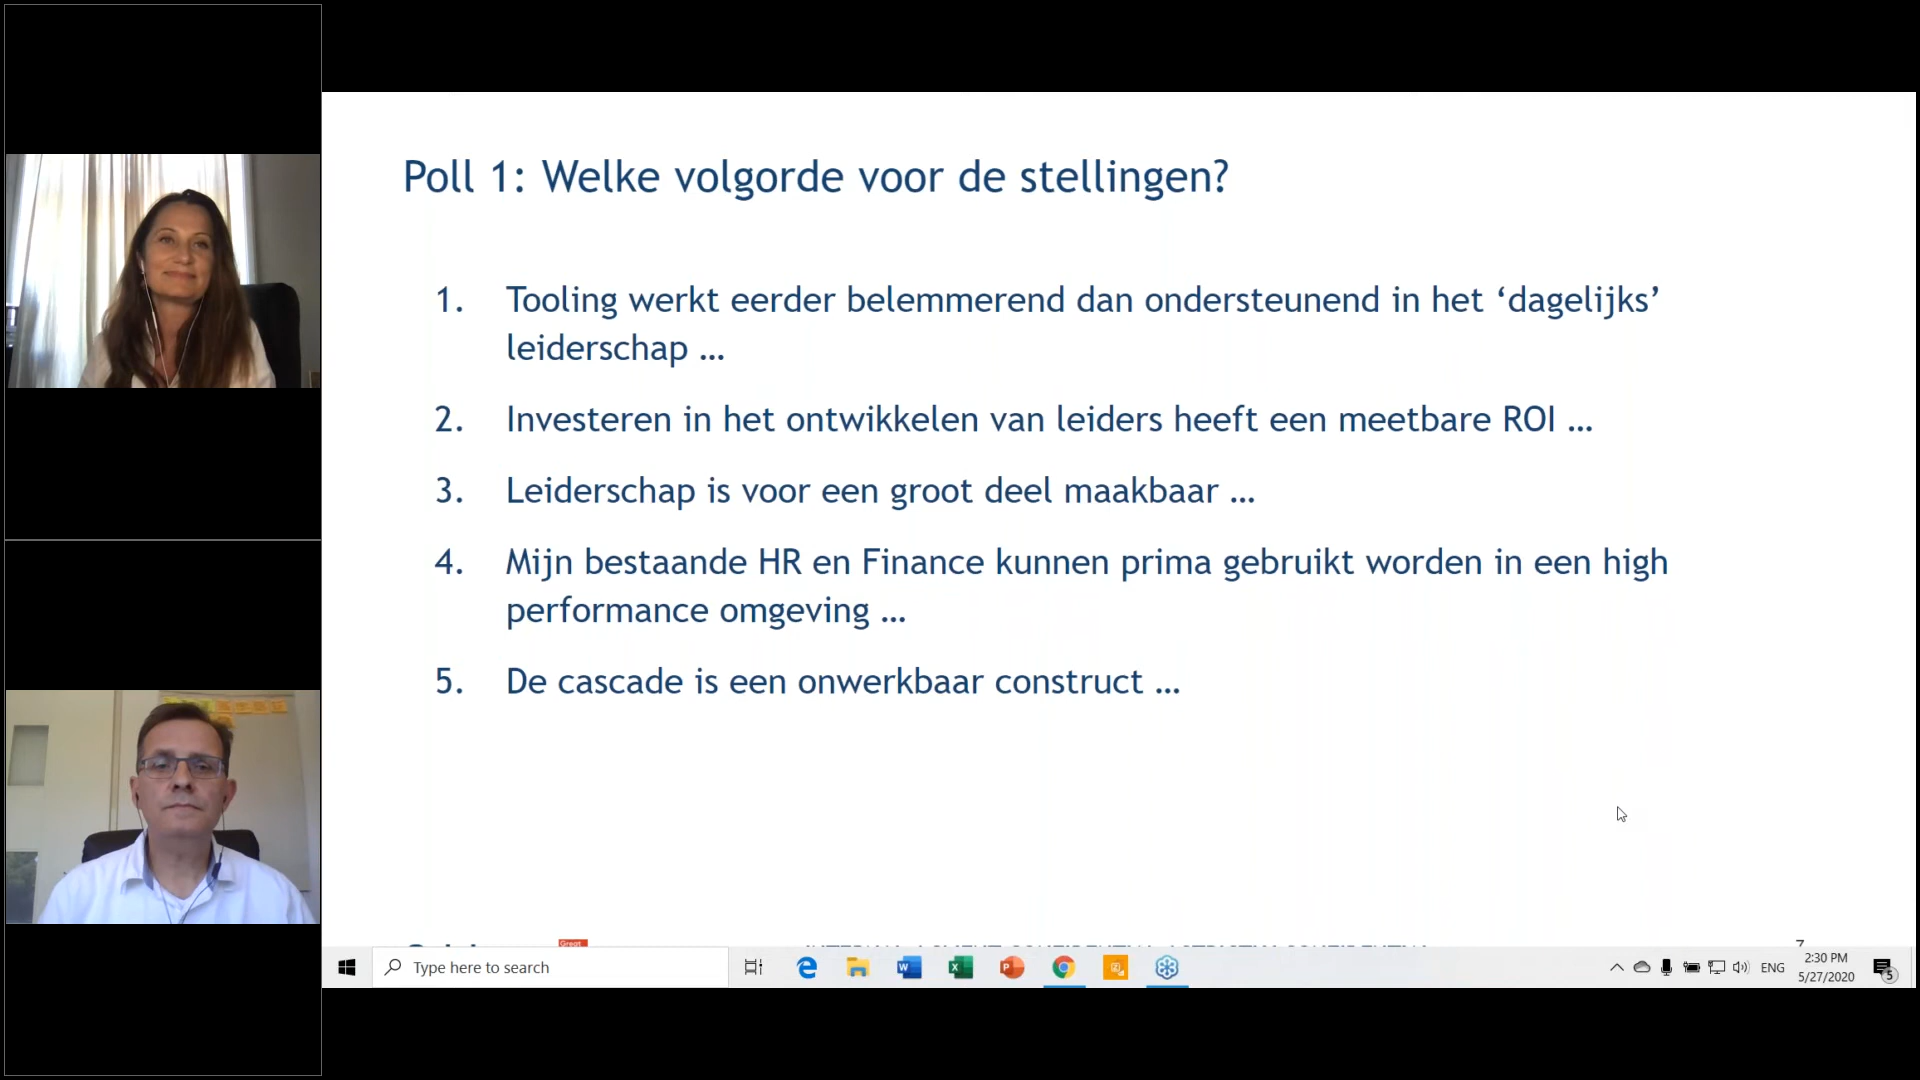 Poll 1: Welke volgorde voor de stellingen?
1. Tooling werkt eerder belemmerend dan ondersteunend in het ‘dagelijks’
leiderschap …
2. Investeren in het ontwikkelen van leiders heeft een meetbare ROI …
3. Leiderschap is voor een groot deel maakbaar …
4. Mijn bestaande HR en Finance kunnen prima gebruikt worden in een high
performance omgeving …
5. De cascade is een onwerkbaar construct …
Great
7
Type here to search
ENG
2:30 PM
5/27/2020
5